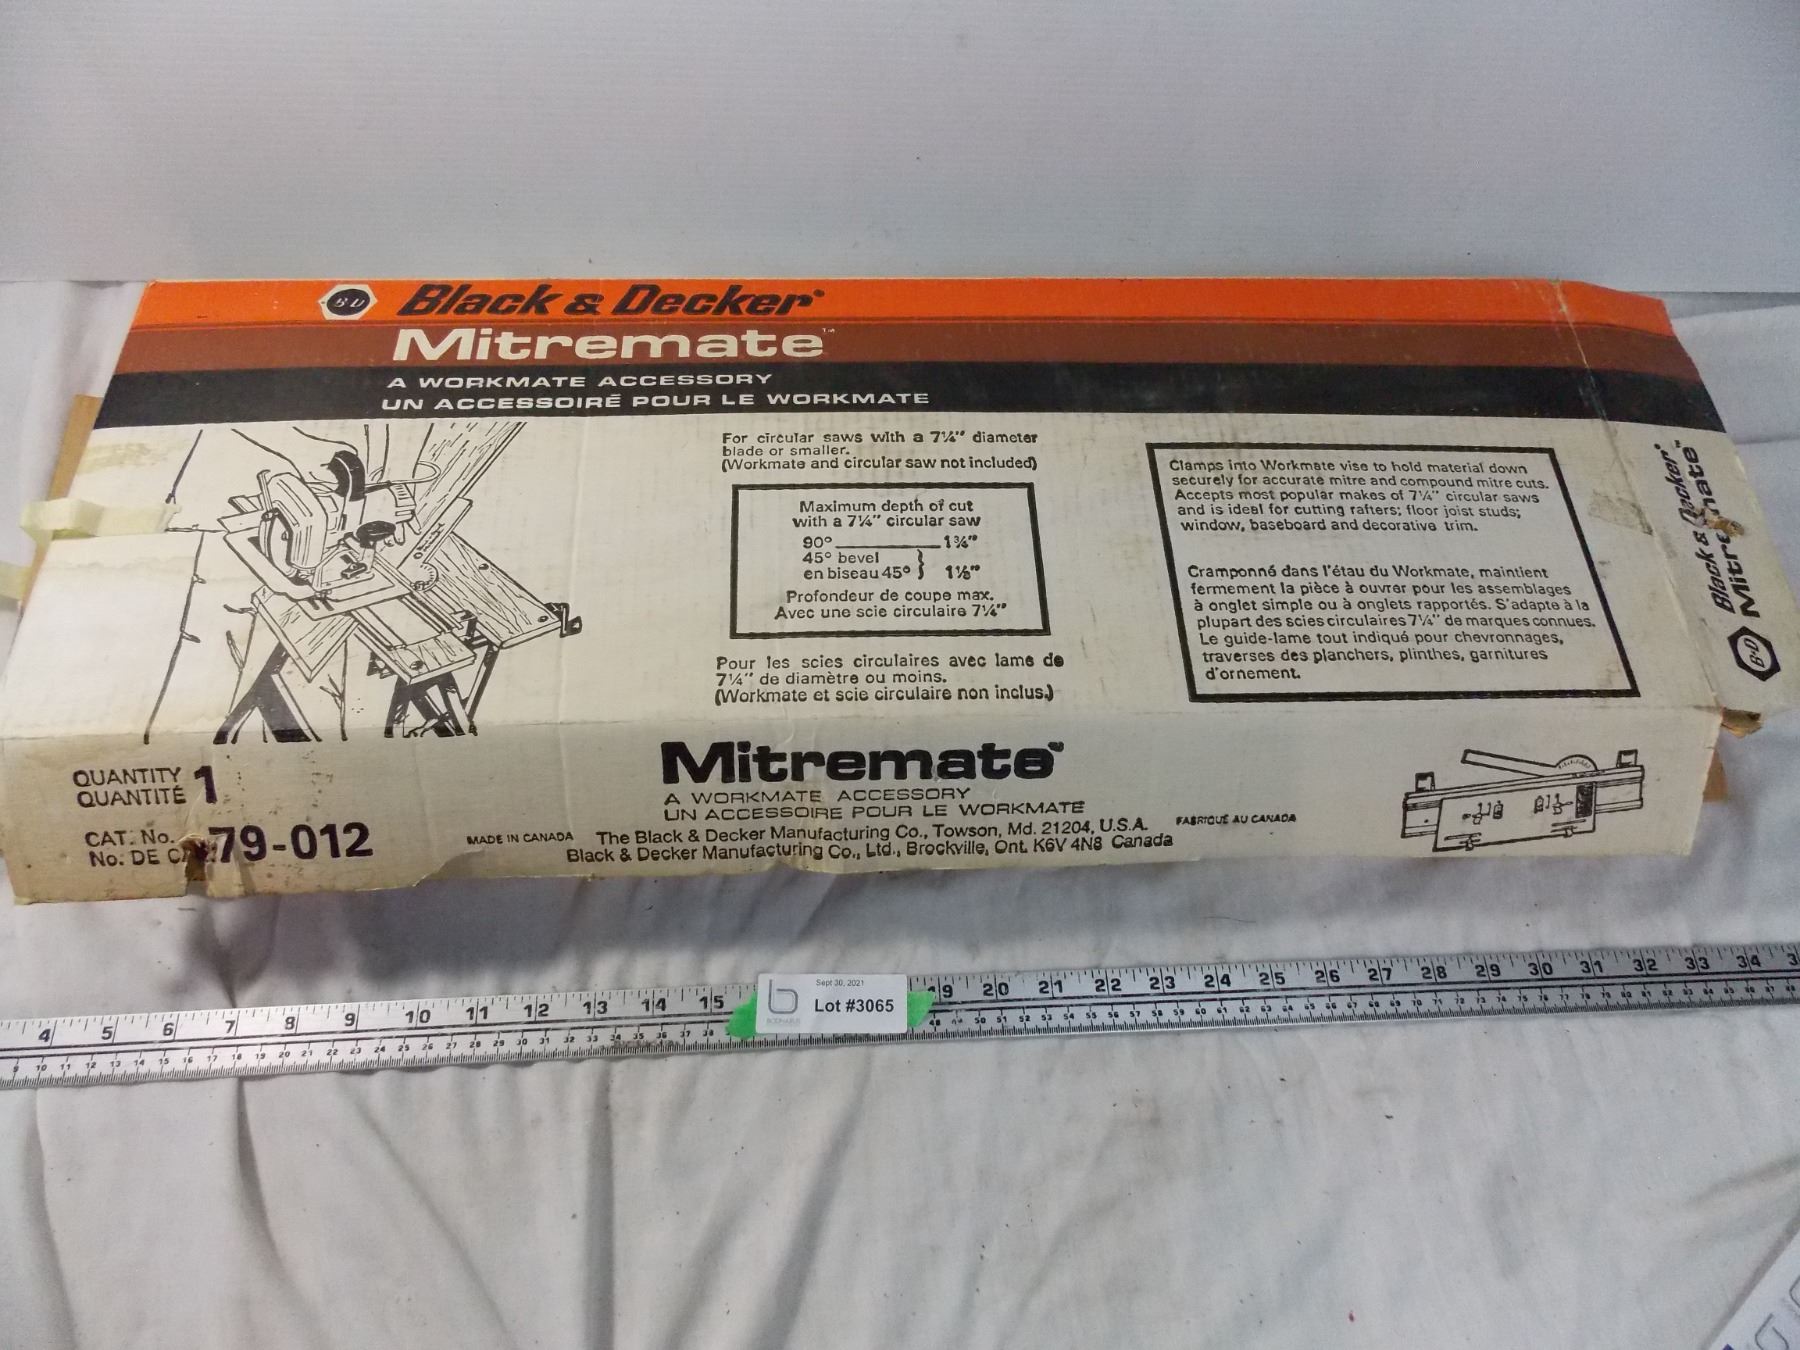 B-D Black & Decker®
Mitremate™
A WORKMATE ACCESSORY
UN ACCESSOIRE POUR LE WORKMATE
For circular saws with a 7¼" diameter
blade or smaller.
(Workmate and circular saw not included)
Maximum depth of cut
with a 7¼" circular saw
90° 1¾"
45° bevel
en biseau 45° } 1⅛"
Profondeur de coupe max.
Avec une scie circulaire 7¼"
Pour les scies circulaires avec lame de
7¼" de diamètre ou moins.
(Workmate et scie circulaire non inclus.)
Clamps into Workmate vise to hold material down
securely for accurate mitre and compound mitre cuts.
Accepts most popular makes of 7¼" circular saws
and is ideal for cutting rafters; floor joist studs;
window, baseboard and decorative trim.
Cramponné dans l'étau du Workmate, maintient
fermement la pièce à ouvrer pour les assemblages
à onglet simple ou à onglets rapportés. S'adapte à la
plupart des scies circulaires 7¼" de marques connues.
Le guide-lame tout indiqué pour chevronnages,
traverses des planchers, plinthes, garnitures
d'ornement.
B-D Black & Decker®
Mitremate™
QUANTITY
QUANTITÉ 1
CAT. No.
No. DE 79-012
Mitremate™
A WORKMATE ACCESSORY
UN ACCESSOIRE POUR LE WORKMATE
MADE IN CANADA The Black & Decker Manufacturing Co., Towson, Md. 21204, U.S.A. FABRIQUÉ AU CANADA
Black & Decker Manufacturing Co., Ltd., Brockville, Ont. K6V 4N8 Canada
Sept 30, 2021
Lot #3065
4 5 6 7 8 9 10 11 12 13 14 15 19 20 21 22 23 24 25 26 27 28 29 30 31 32 33 34